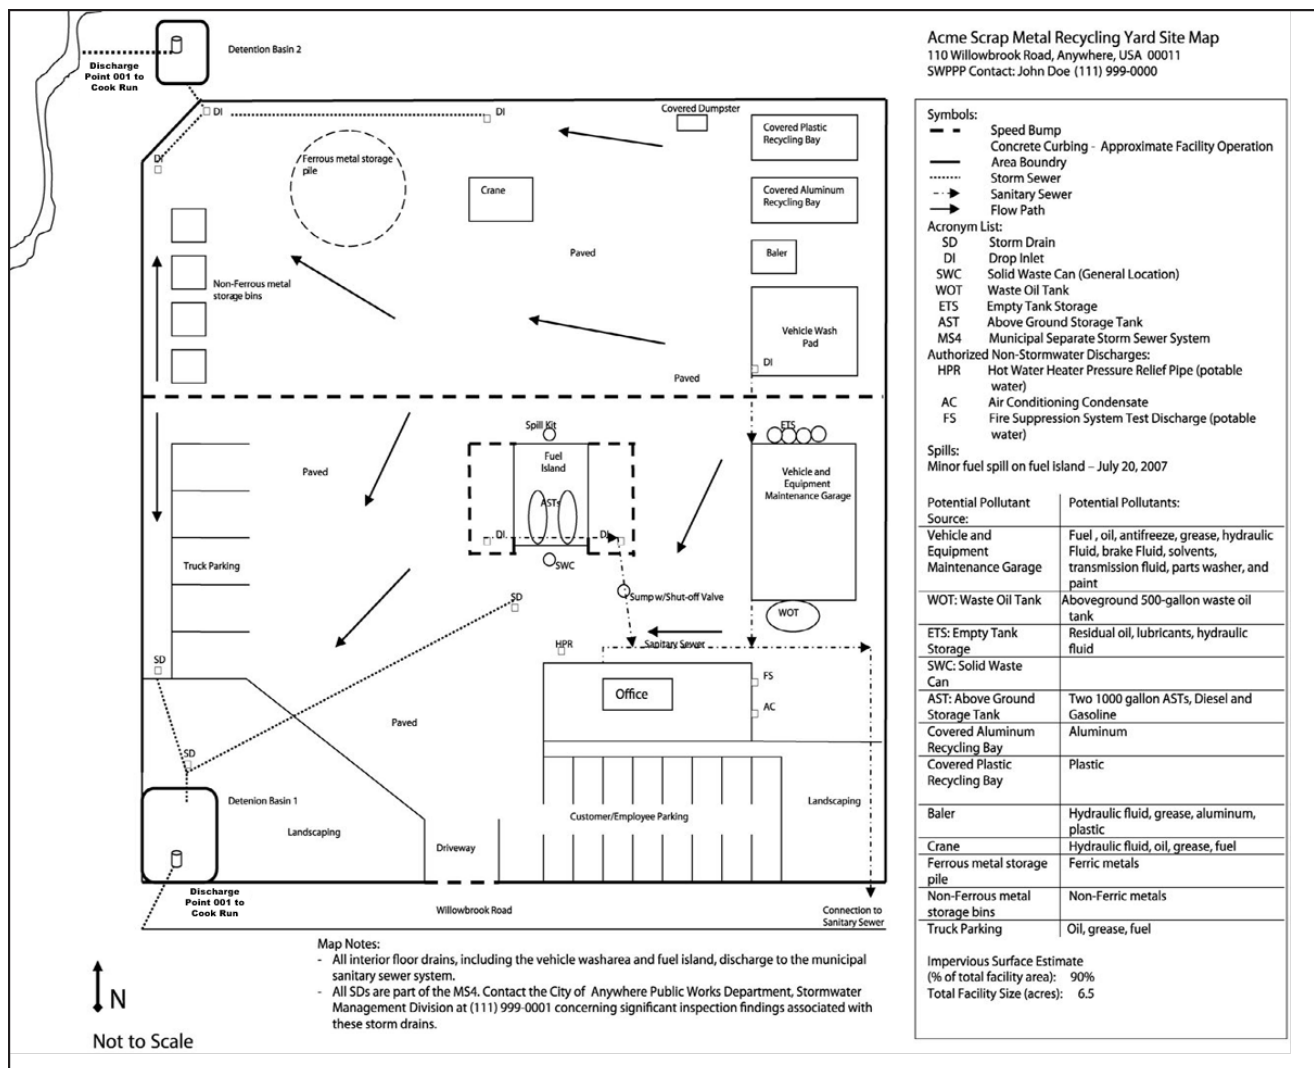 Acme Scrap Metal Recycling Yard Site Map
110 Willowbrook Road, Anywhere, USA 00011
SWPPP Contact: John Doe (111) 999-0000
Detention Basin 2
Discharge
Point 001 to
Cook Run
DI
DI
DI
Covered Dumpster
Covered Plastic
Recycling Bay
Ferrous metal storage
pile
Crane
Covered Aluminum
Recycling Bay
Paved
Baler
Non-Ferrous metal
storage bins
Vehicle Wash
Pad
DI
Paved
Spill Kit
ETS
Paved
Fuel
Island
Vehicle and
Equipment
Maintenance Garage
ASTs
DI
DI
Truck Parking
SWC
SD
Sump w/Shut-off Valve
WOT
HPR
Sanitary Sewer
SD
FS
Office
AC
Paved
SD
Detenion Basin 1
Landscaping
Customer/Employee Parking
Landscaping
Driveway
Discharge
Point 001 to
Cook Run
Willowbrook Road
Connection to
Sanitary Sewer
Symbols:
Speed Bump
Concrete Curbing - Approximate Facility Operation
Area Boundry
Storm Sewer
Sanitary Sewer
Flow Path
Acronym List:
SD Storm Drain
DI Drop Inlet
SWC Solid Waste Can (General Location)
WOT Waste Oil Tank
ETS Empty Tank Storage
AST Above Ground Storage Tank
MS4 Municipal Separate Storm Sewer System
Authorized Non-Stormwater Discharges:
HPR Hot Water Heater Pressure Relief Pipe (potable
water)
AC Air Conditioning Condensate
FS Fire Suppression System Test Discharge (potable
water)
Spills:
Minor fuel spill on fuel island – July 20, 2007
Potential Pollutant Potential Pollutants:
Source:
Vehicle and Fuel , oil, antifreeze, grease, hydraulic
Equipment Fluid, brake Fluid, solvents,
Maintenance Garage transmission fluid, parts washer, and
paint
WOT: Waste Oil Tank Aboveground 500-gallon waste oil
tank
ETS: Empty Tank Residual oil, lubricants, hydraulic
Storage fluid
SWC: Solid Waste
Can
AST: Above Ground Two 1000 gallon ASTs, Diesel and
Storage Tank Gasoline
Covered Aluminum Aluminum
Recycling Bay
Covered Plastic Plastic
Recycling Bay
Baler Hydraulic fluid, grease, aluminum,
plastic
Crane Hydraulic fluid, oil, grease, fuel
Ferrous metal storage Ferric metals
pile
Non-Ferrous metal Non-Ferric metals
storage bins
Truck Parking Oil, grease, fuel
Impervious Surface Estimate
(% of total facility area): 90%
Total Facility Size (acres): 6.5
Map Notes:
- All interior floor drains, including the vehicle washarea and fuel island, discharge to the municipal
sanitary sewer system.
- All SDs are part of the MS4. Contact the City of Anywhere Public Works Department, Stormwater
Management Division at (111) 999-0001 concerning significant inspection findings associated with
these storm drains.
N
Not to Scale